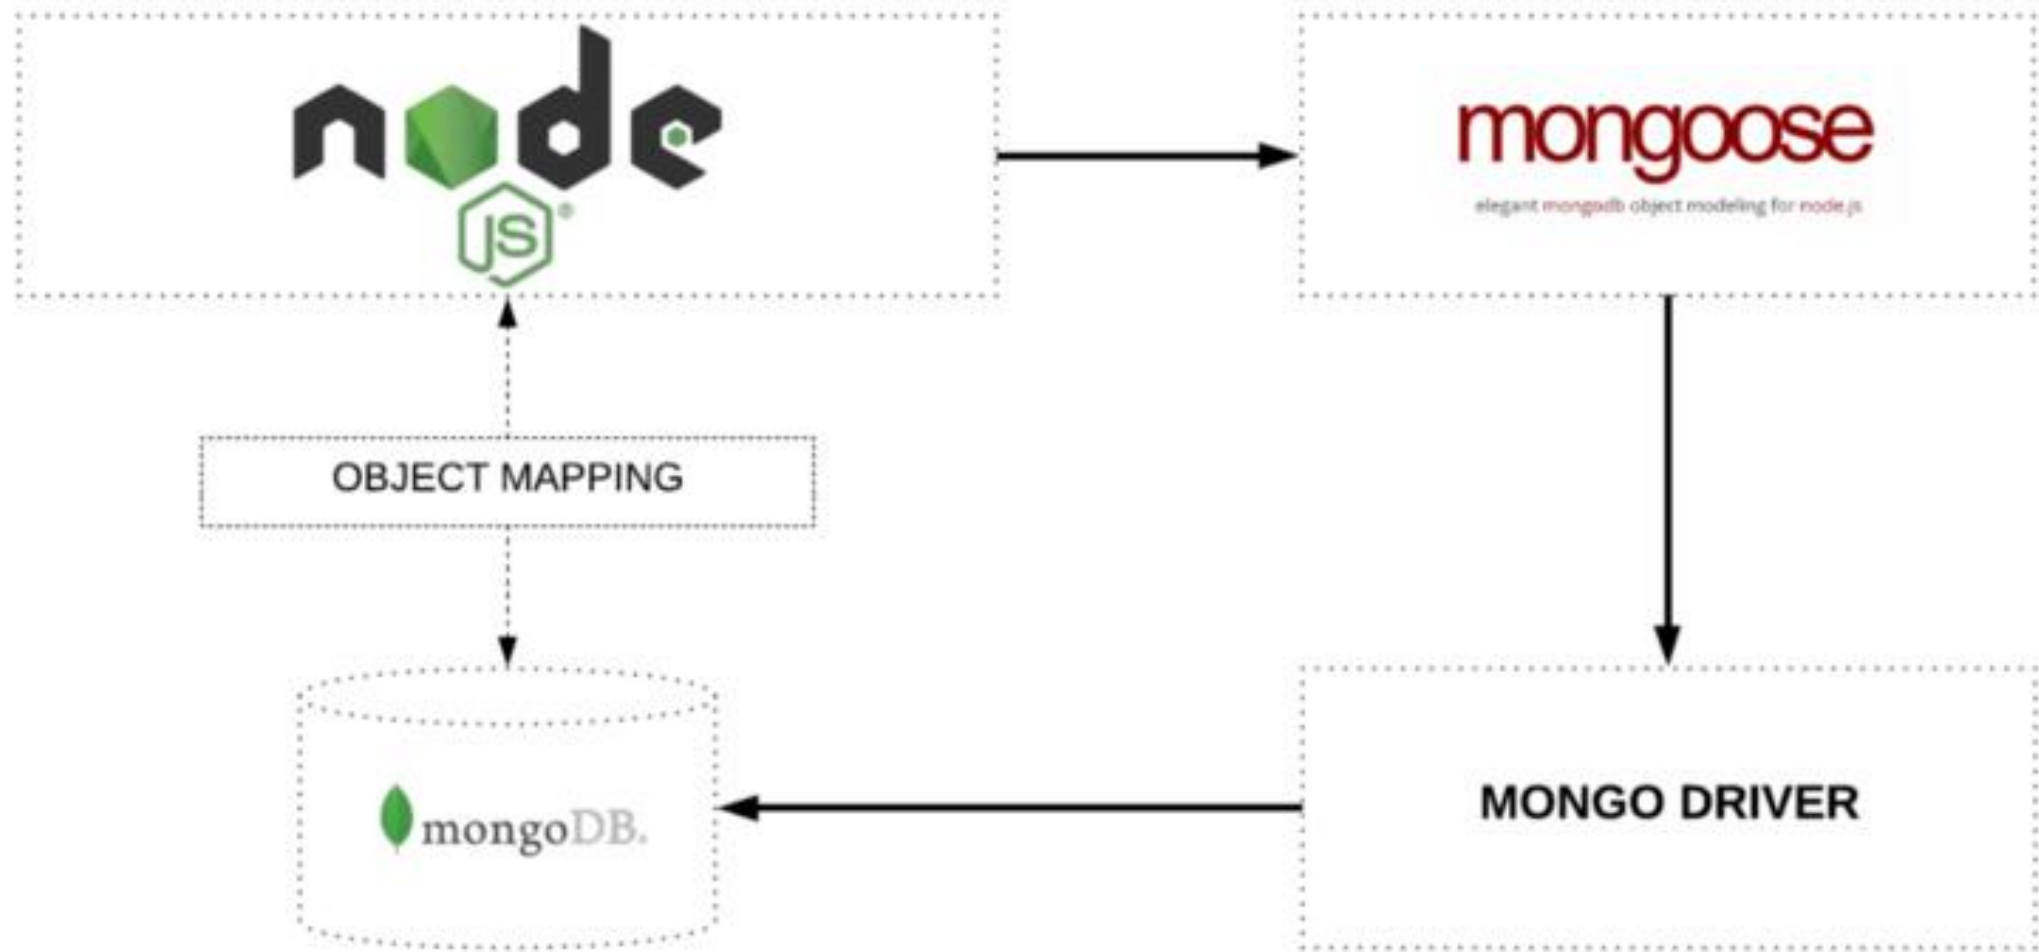 node
JS®
mongoose
elegant mongodb object modeling for node.js
OBJECT MAPPING
mongoDB.
MONGO DRIVER